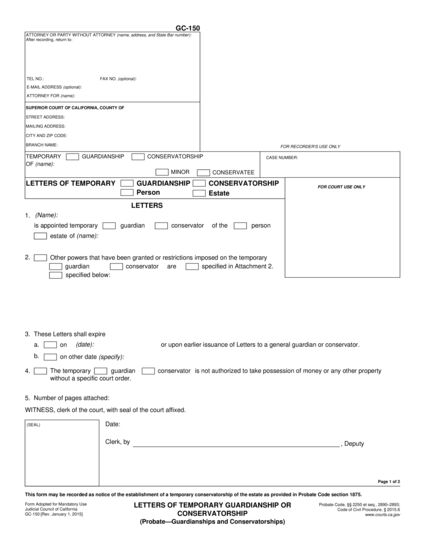 GC-150
ATTORNEY OR PARTY WITHOUT ATTORNEY (name, address, and State Bar number):
After recording, return to:
TEL NO.: FAX NO. (optional):
E-MAIL ADDRESS (optional):
ATTORNEY FOR (name):
SUPERIOR COURT OF CALIFORNIA, COUNTY OF
STREET ADDRESS:
MAILING ADDRESS:
CITY AND ZIP CODE:
BRANCH NAME:
FOR RECORDER'S USE ONLY
TEMPORARY GUARDIANSHIP CONSERVATORSHIP
OF (name):
MINOR CONSERVATEE
CASE NUMBER:
LETTERS OF TEMPORARY GUARDIANSHIP CONSERVATORSHIP
Person Estate
FOR COURT USE ONLY
LETTERS
1. (Name):
is appointed temporary guardian conservator of the person
estate of (name):
2. Other powers that have been granted or restrictions imposed on the temporary
guardian conservator are specified in Attachment 2.
specified below:
3. These Letters shall expire
a. on (date): or upon earlier issuance of Letters to a general guardian or conservator.
b. on other date (specify):
4. The temporary guardian conservator is not authorized to take possession of money or any other property
without a specific court order.
5. Number of pages attached:
WITNESS, clerk of the court, with seal of the court affixed.
(SEAL)
Date:
Clerk, by , Deputy
Page 1 of 2
This form may be recorded as notice of the establishment of a temporary conservatorship of the estate as provided in Probate Code section 1875.
Form Adopted for Mandatory Use
Judicial Council of California
GC-150 [Rev. January 1, 2015]
LETTERS OF TEMPORARY GUARDIANSHIP OR
CONSERVATORSHIP
(Probate—Guardianships and Conservatorships)
Probate Code, §§ 2250 et seq., 2890–2893;
Code of Civil Procedure, § 2015.6
www.courts.ca.gov